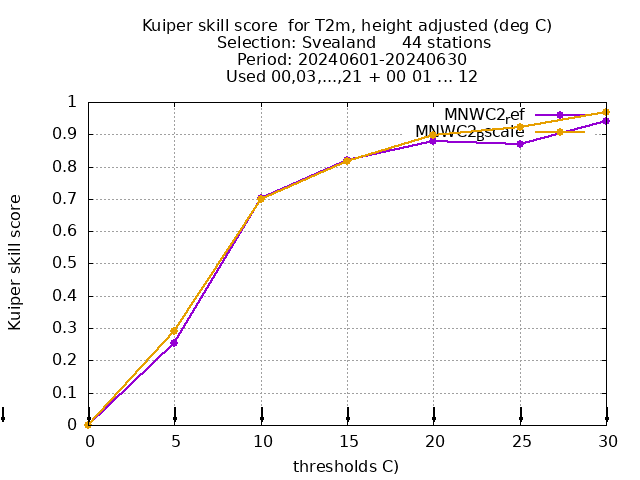 Kuiper skill score  for T2m, height adjusted (deg C)
Selection: Svealand     44 stations
Period: 20240601-20240630
Used 00,03,...,21 + 00 01 ... 12
1
0.9
0.8
0.7
0.6
0.5
0.4
0.3
0.2
0.1
0
Kuiper skill score
MNWC2ref
MNWC2Bscale
0 5 10 15 20 25 30
thresholds C)